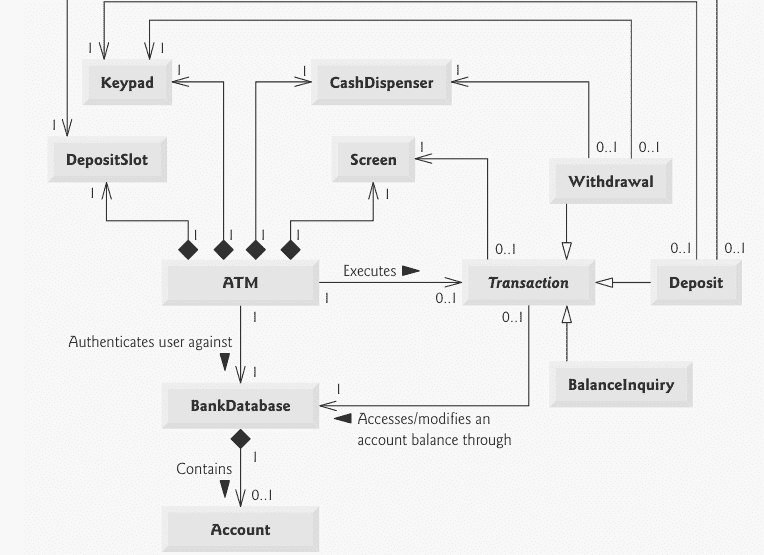 1
1
Keypad
1
1
CashDispenser
1
1
DepositSlot
1
Screen
1
0..1
0..1
Withdrawal
1
1
1
1
1
1
0..1
0..1
0..1
ATM
Executes
1
0..1
Transaction
Deposit
1
0..1
Authenticates user against
1
BalanceInquiry
1
BankDatabase
Accesses/modifies an
account balance through
1
Contains
0..1
Account